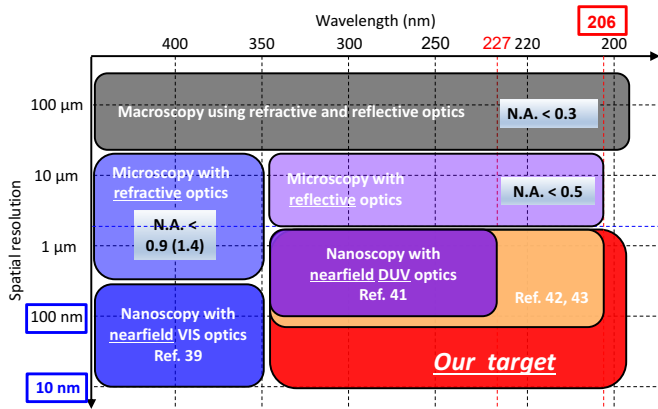 Wavelength (nm)
206
400
350
300
250
227
220
200
Spatial resolution
100 µm
10 µm
1 µm
100 nm
10 nm
Macroscopy using refractive and reflective optics
N.A. < 0.3
Microscopy with
refractive optics
N.A. <
0.9 (1.4)
Microscopy with
reflective optics
N.A. < 0.5
Nanoscopy with
nearfield DUV optics
Ref. 41
Ref. 42, 43
Nanoscopy with
nearfield VIS optics
Ref. 39
Our target